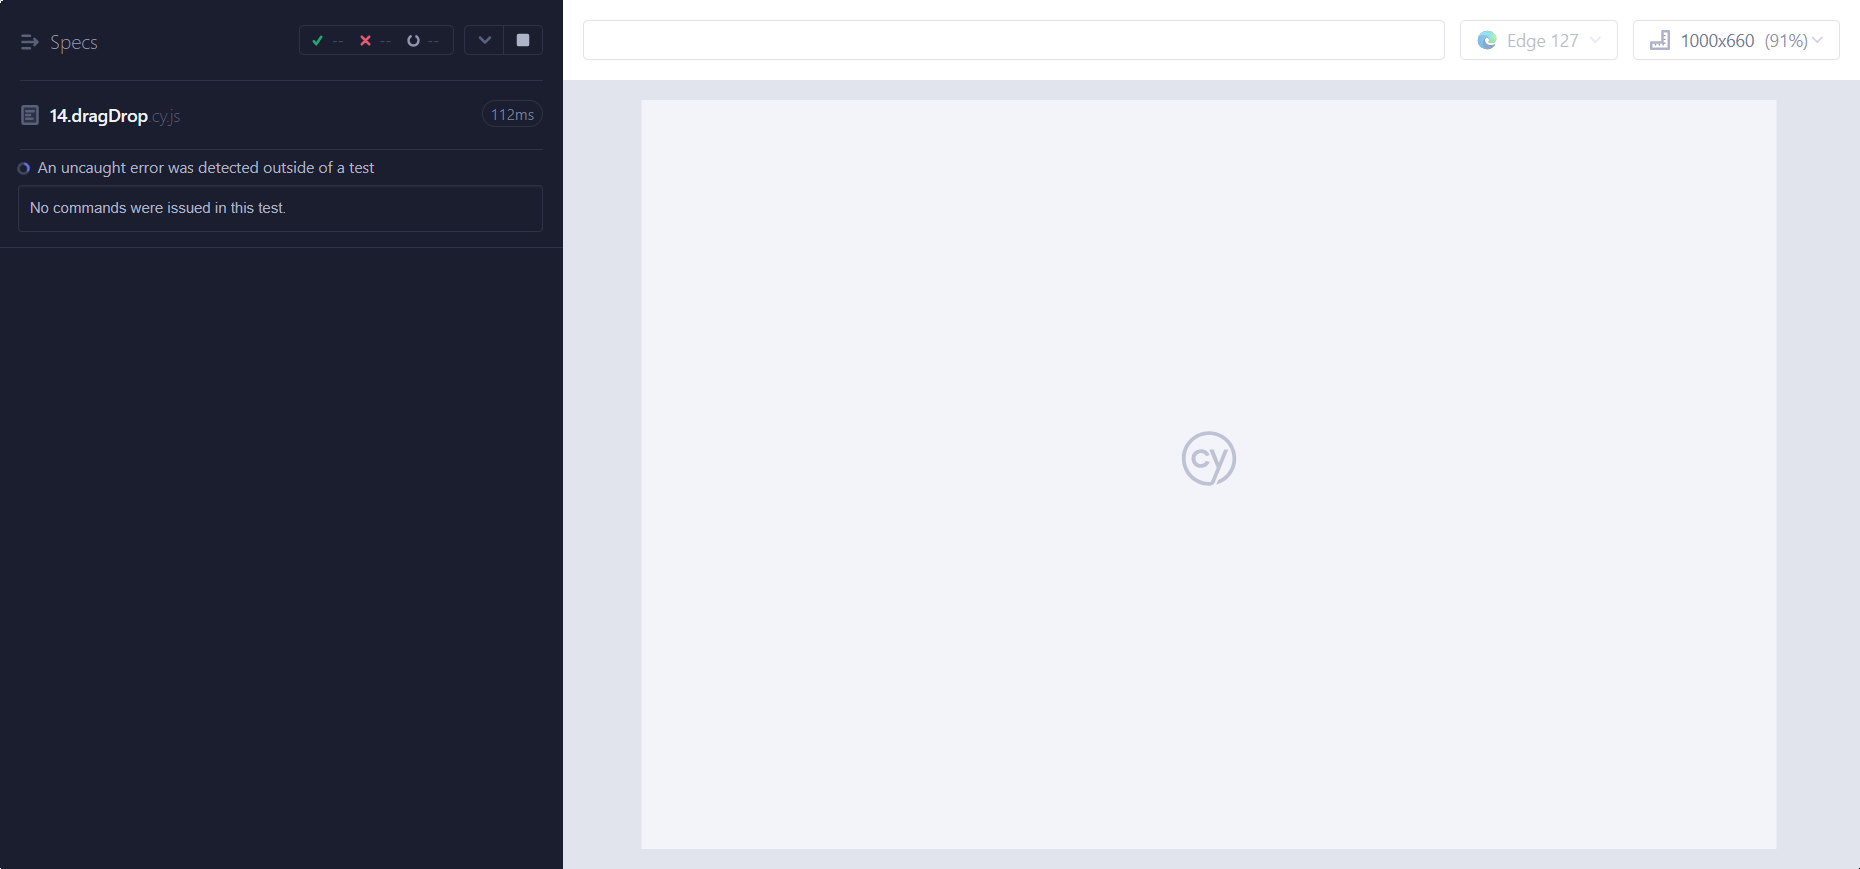 Specs
-- -- --
Edge 127
1000x660 (91%)
14.dragDrop.cy.js
112ms
An uncaught error was detected outside of a test
No commands were issued in this test.
cy